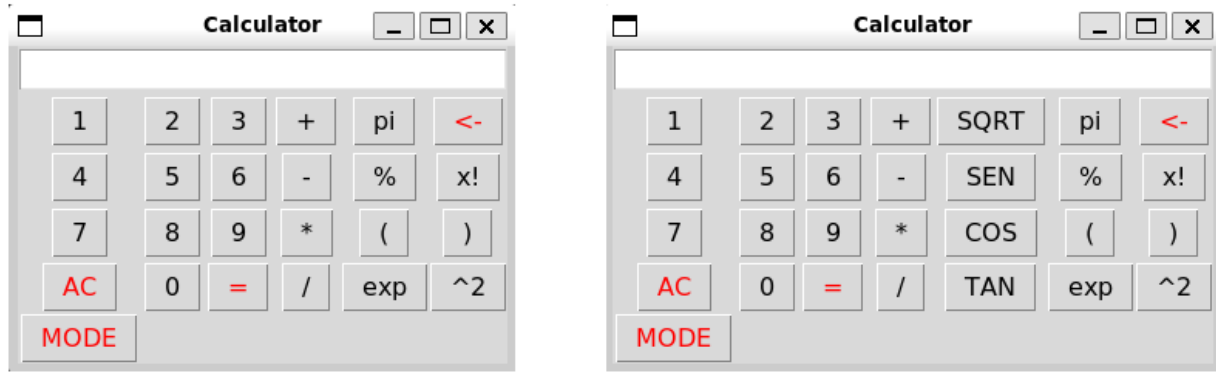 Calculator
1 2 3 + pi <-
4 5 6 - % x!
7 8 9 * ( )
AC 0 = / exp ^2
MODE
Calculator
1 2 3 + SQRT pi <-
4 5 6 - SEN % x!
7 8 9 * COS ( )
AC 0 = / TAN exp ^2
MODE